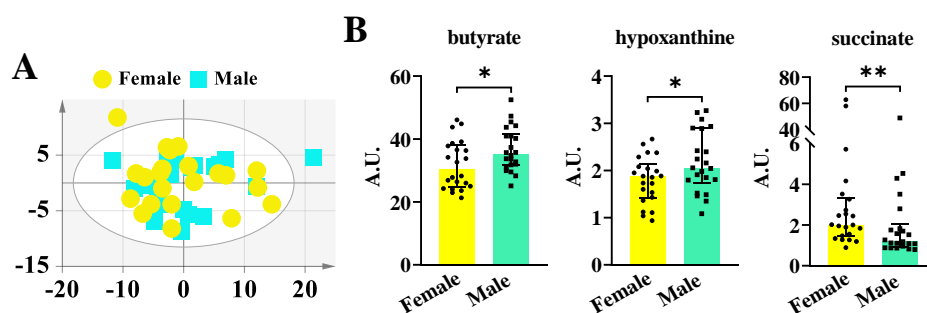 A
Female Male
5
-5
-15
-20 -10 0 10 20
B
butyrate
*
A.U.
60
40
20
0
Female Male
hypoxanthine
*
A.U.
4
3
2
1
0
Female Male
succinate
**
A.U.
80
60
40
6
4
2
0
Female Male